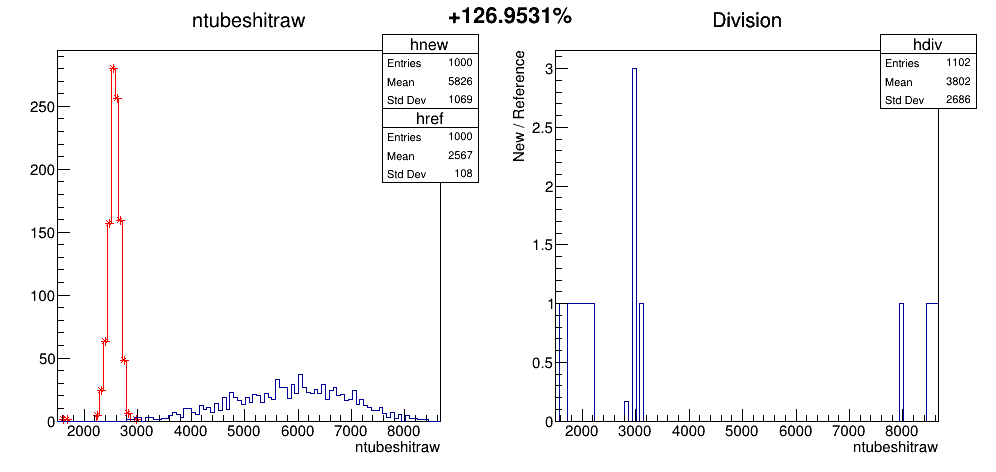 +126.9531%
ntubeshitraw
hnew
Entries 1000
Mean 5826
Std Dev 1069
href
Entries 1000
Mean 2567
Std Dev 108
250
200
150
100
50
0
2000 3000 4000 5000 6000 7000 8000
ntubeshitraw
Division
hdiv
Entries 1102
Mean 3802
Std Dev 2686
New / Reference
3
2.5
2
1.5
1
0.5
0
2000 3000 4000 5000 6000 7000 8000
ntubeshitraw